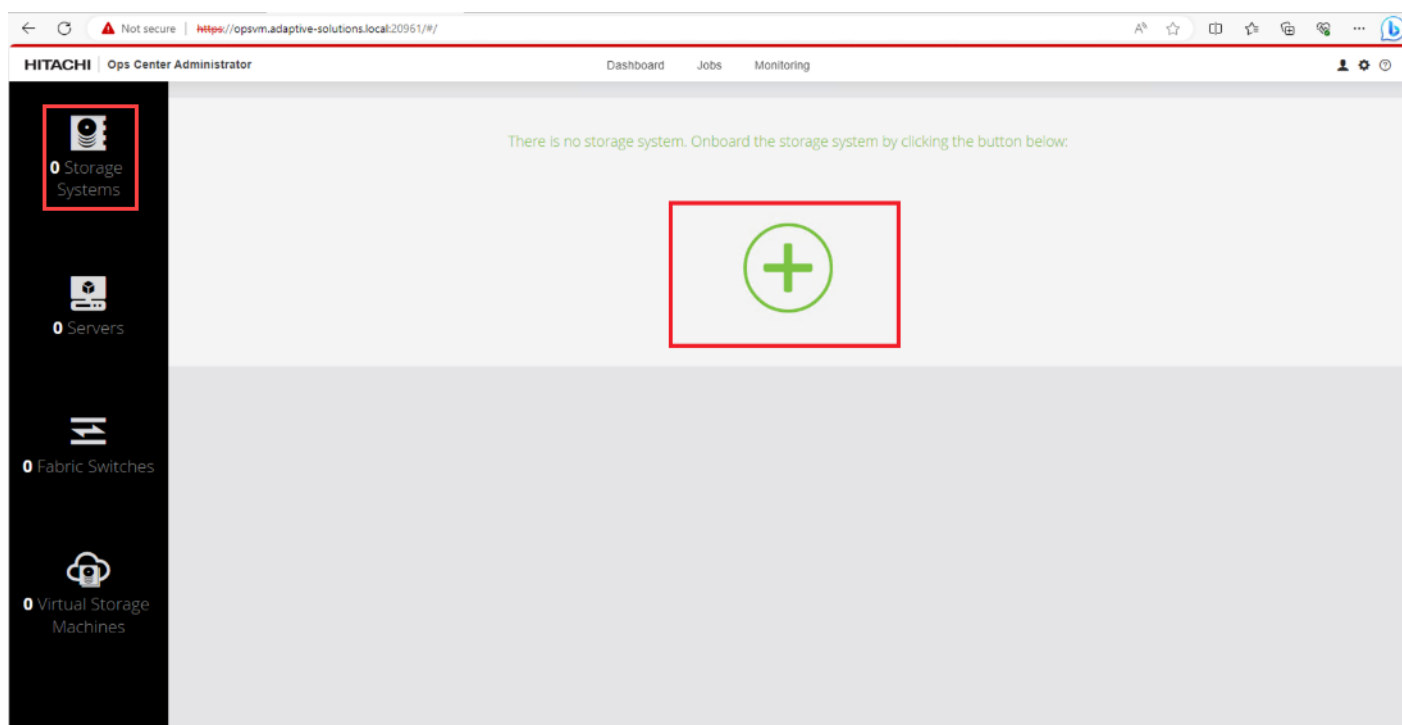 Not secure | https://opsvm.adaptive-solutions.local:20961/#/
HITACHI Ops Center Administrator
Dashboard Jobs Monitoring
There is no storage system. Onboard the storage system by clicking the button below:
0 Storage
Systems
0 Servers
0 Fabric Switches
0 Virtual Storage
Machines